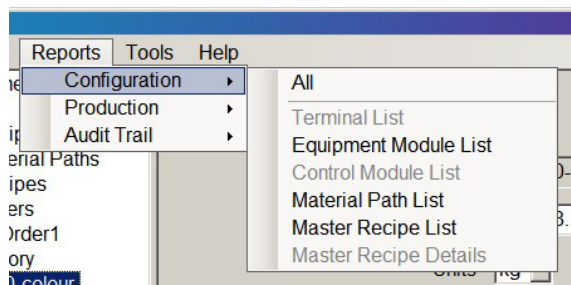 Reports Tools Help
Configuration
Production
Audit Trail
All
Terminal List
Equipment Module List
Control Module List
Material Path List
Master Recipe List
Master Recipe Details
erial Paths
ipes
ers
Order1
ory
colour
Units kg